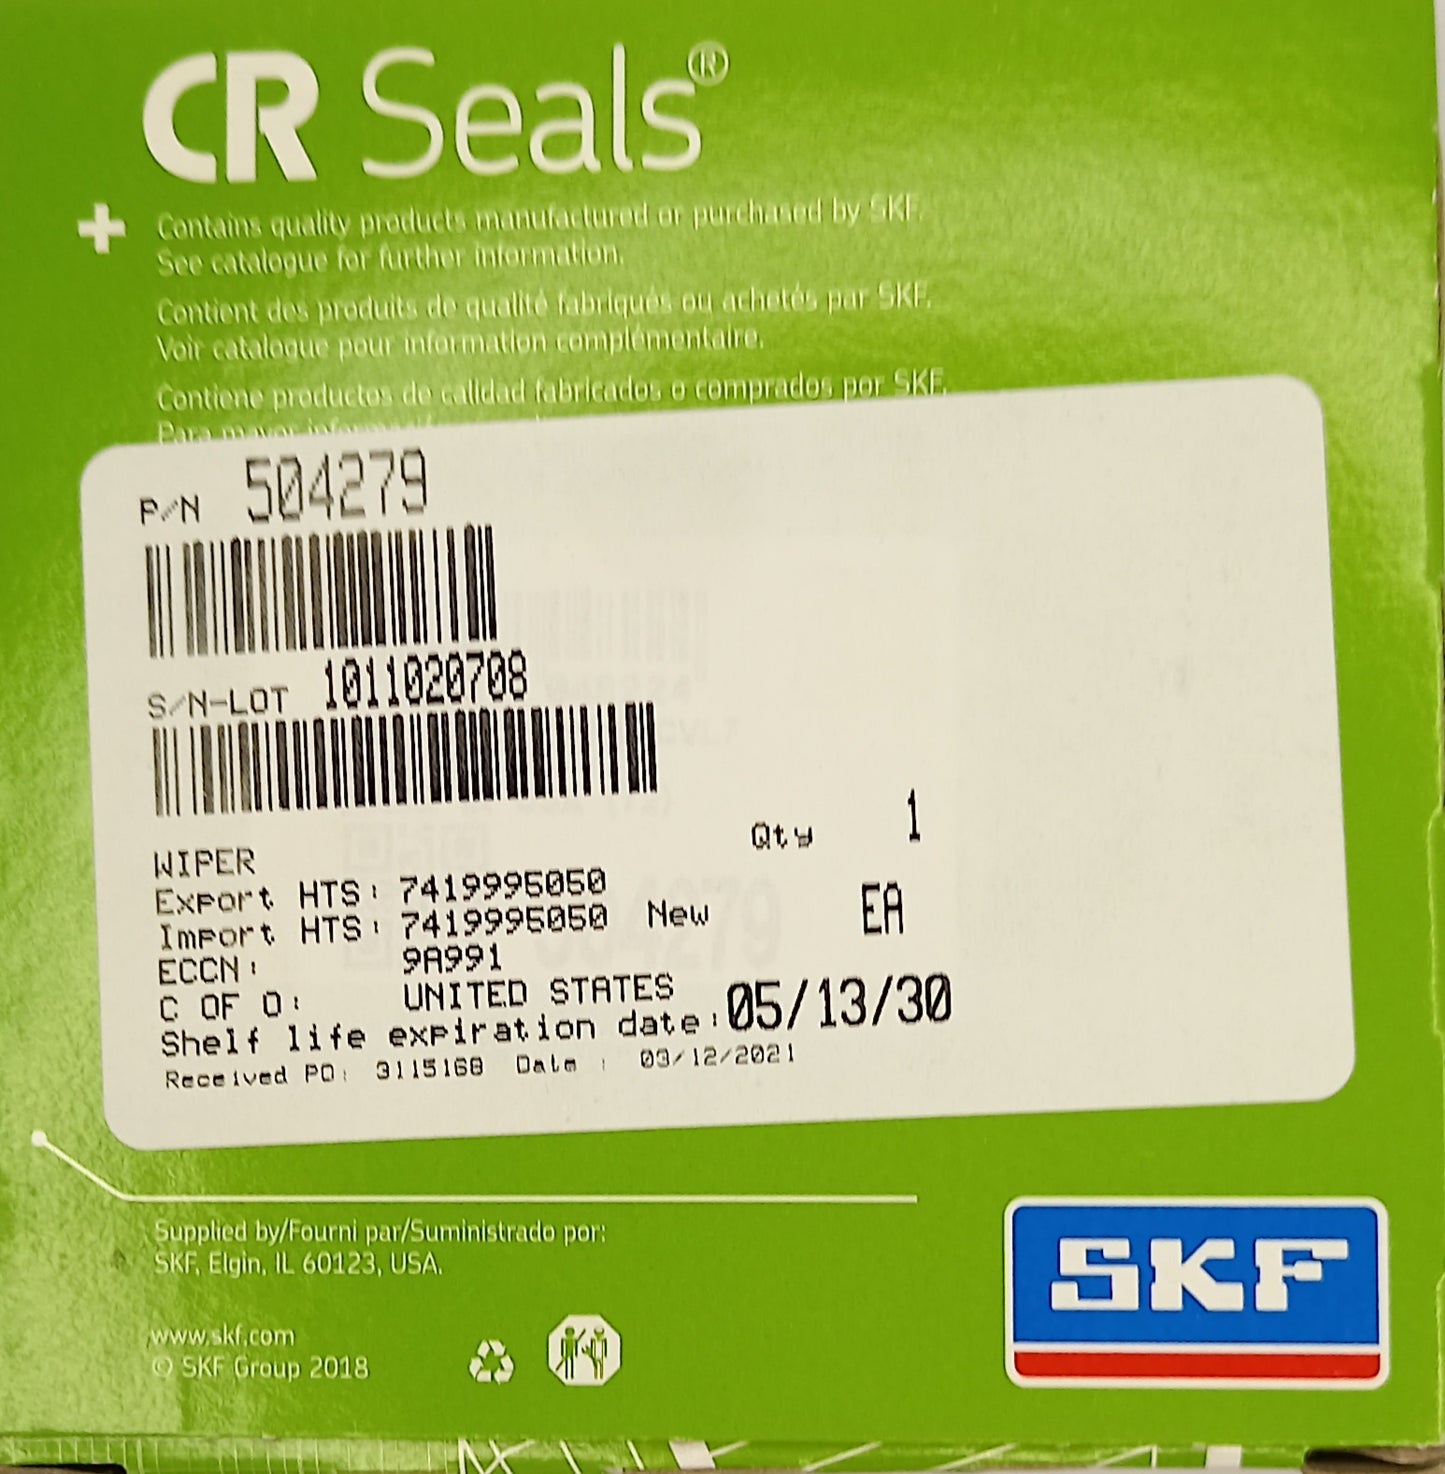 CR Seals®
Contains quality products manufactured or purchased by SKF.
See catalogue for further information.
Contient des produits de qualité fabriqués ou achetés par SKF.
Voir catalogue pour information complémentaire.
Contiene productos de calidad fabricados o comprados por SKF.
Para mayor
P/N 504279
S/N-LOT 1011020708
WIPER
Qty 1
Export HTS: 7419995050
Import HTS: 7419995050 New EA
ECCN: 9A991
C OF O: UNITED STATES
Shelf life expiration date: 05/13/30
Received PO: 3115168 Date : 03/12/2021
Supplied by/Fourni par/Suministrado por:
SKF, Elgin, IL 60123, USA.
www.skf.com
© SKF Group 2018
SKF